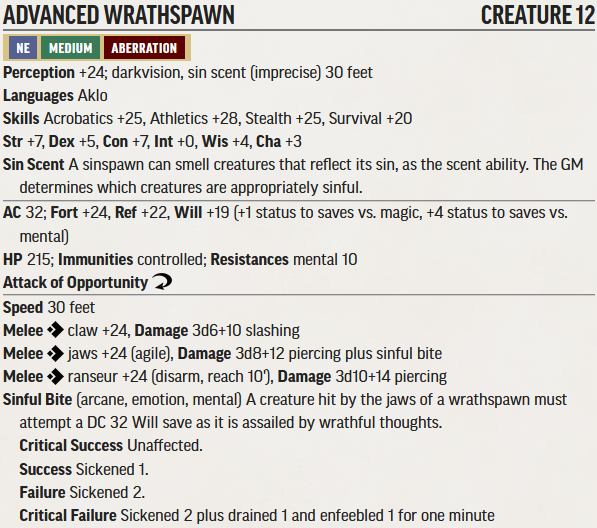 ADVANCED WRATHSPAWN CREATURE 12
NE MEDIUM ABERRATION
Perception +24; darkvision, sin scent (imprecise) 30 feet
Languages Aklo
Skills Acrobatics +25, Athletics +28, Stealth +25, Survival +20
Str +7, Dex +5, Con +7, Int +0, Wis +4, Cha +3
Sin Scent A sinspawn can smell creatures that reflect its sin, as the scent ability. The GM
determines which creatures are appropriately sinful.
AC 32; Fort +24, Ref +22, Will +19 (+1 status to saves vs. magic, +4 status to saves vs.
mental)
HP 215; Immunities controlled; Resistances mental 10
Attack of Opportunity
Speed 30 feet
Melee claw +24, Damage 3d6+10 slashing
Melee jaws +24 (agile), Damage 3d8+12 piercing plus sinful bite
Melee ranseur +24 (disarm, reach 10'), Damage 3d10+14 piercing
Sinful Bite (arcane, emotion, mental) A creature hit by the jaws of a wrathspawn must
attempt a DC 32 Will save as it is assailed by wrathful thoughts.
Critical Success Unaffected.
Success Sickened 1.
Failure Sickened 2.
Critical Failure Sickened 2 plus drained 1 and enfeebled 1 for one minute